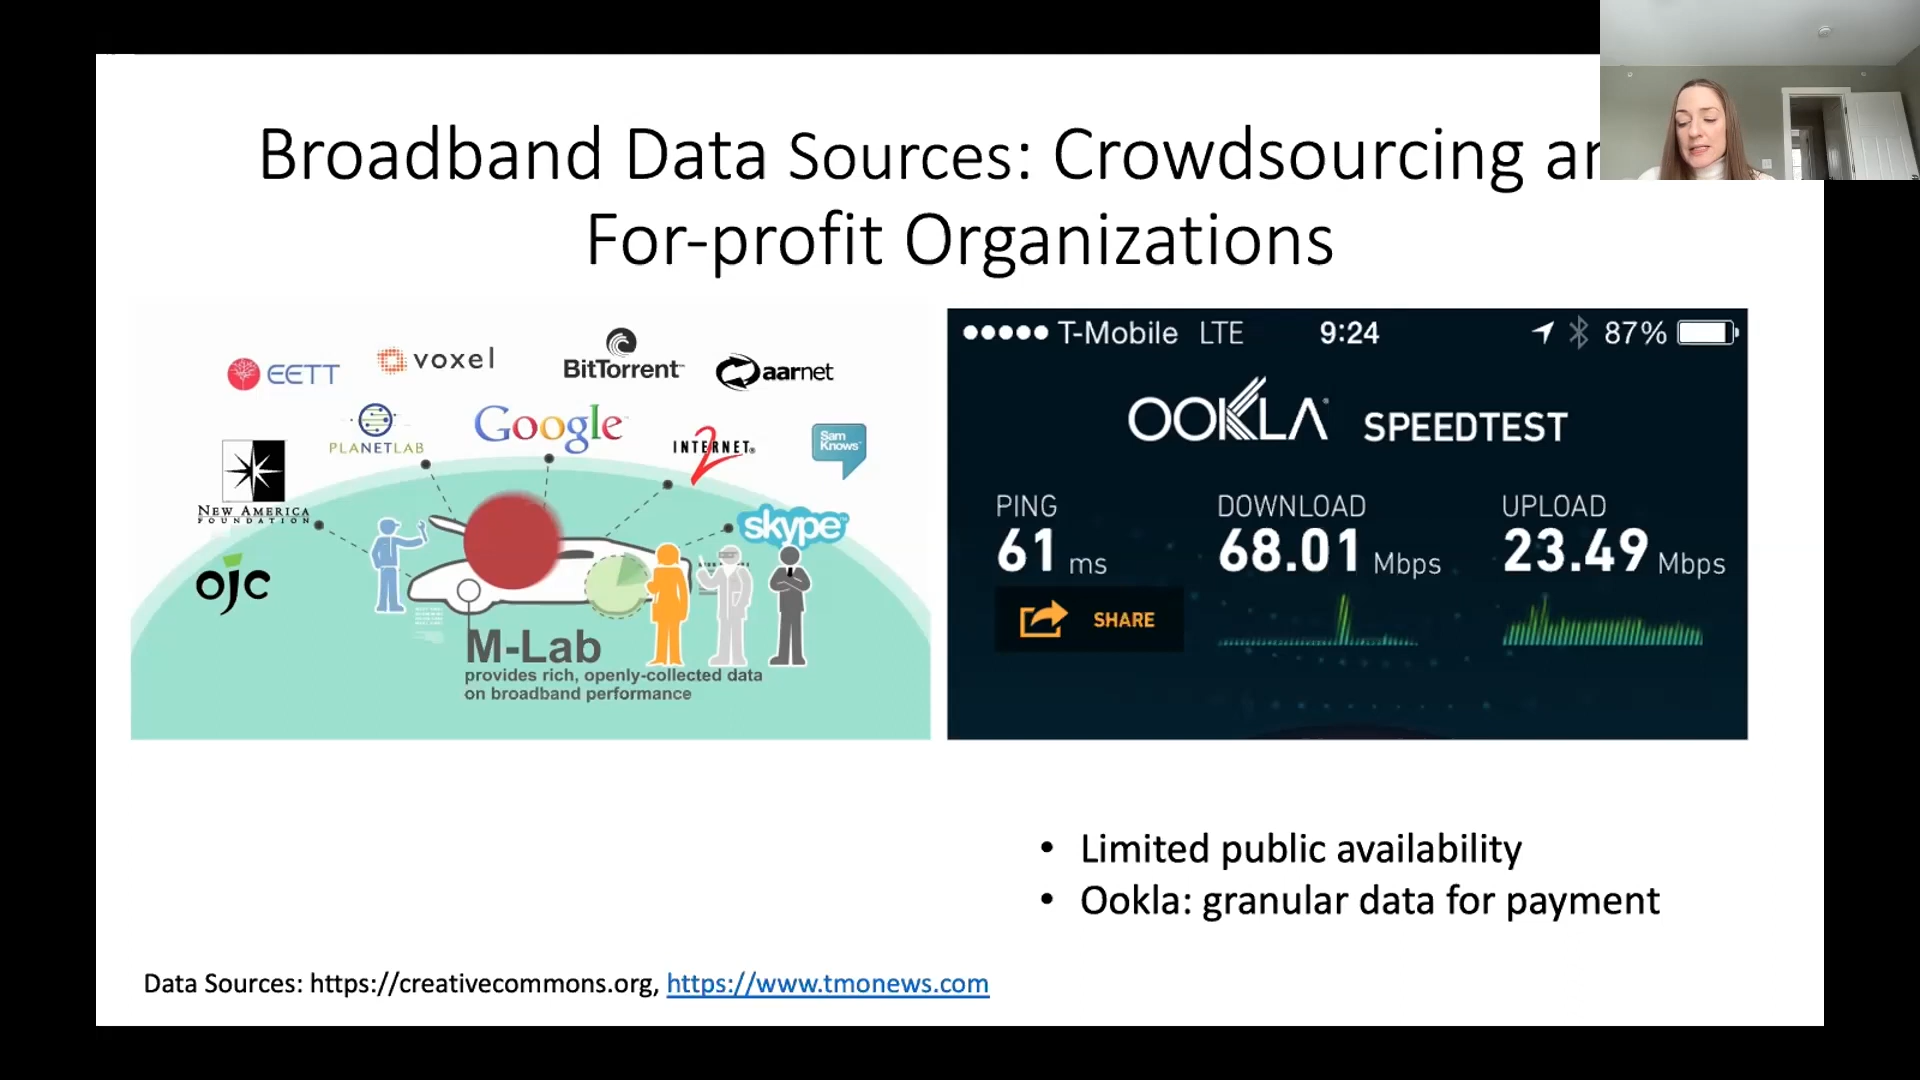 Broadband Data Sources: Crowdsourcing
For-profit Organizations
EETT
voxel
BitTorrent
aarnet
PLANETLAB
Google
INTERNET2
Sam
Knows
NEW AMERICA
FOUNDATION
skype
ojc
M-Lab
provides rich, openly-collected data
on broadband performance
T-Mobile LTE 9:24 87%
OOKLA SPEEDTEST
PING DOWNLOAD UPLOAD
61 ms 68.01 Mbps 23.49 Mbps
SHARE
• Limited public availability
• Ookla: granular data for payment
Data Sources: https://creativecommons.org, https://www.tmonews.com